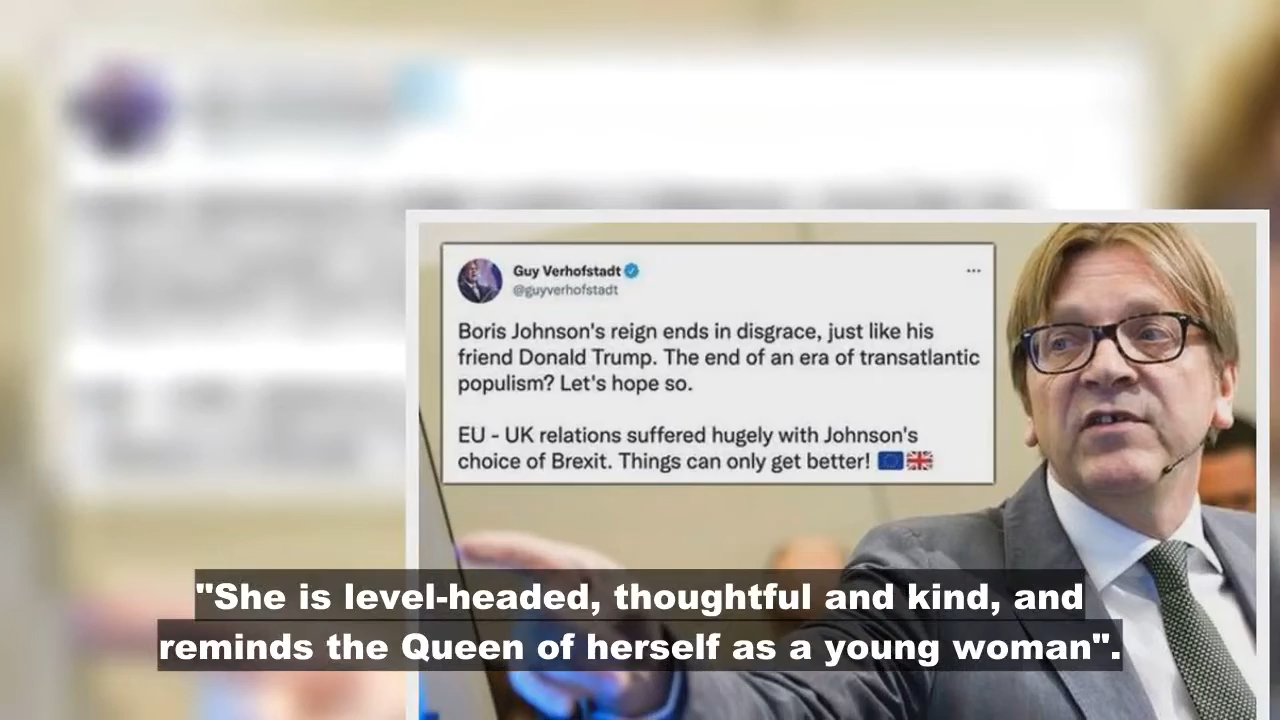 Guy Verhofstadt
@guyverhofstadt
Boris Johnson's reign ends in disgrace, just like his
friend Donald Trump. The end of an era of transatlantic
populism? Let's hope so.
EU - UK relations suffered hugely with Johnson's
choice of Brexit. Things can only get better! 🇪🇺🇬🇧
"She is level-headed, thoughtful and kind, and
reminds the Queen of herself as a young woman".